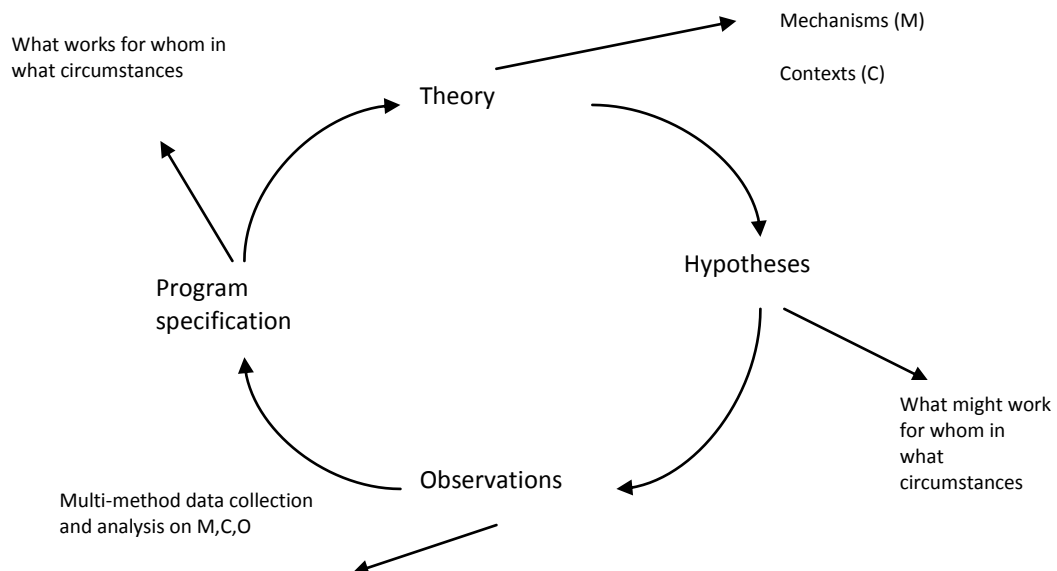 Mechanisms (M)
What works for whom in
what circumstances
Contexts (C)
Theory
Hypotheses
Program
specification
What might work
for whom in
what
circumstances
Observations
Multi-method data collection
and analysis on M,C,O